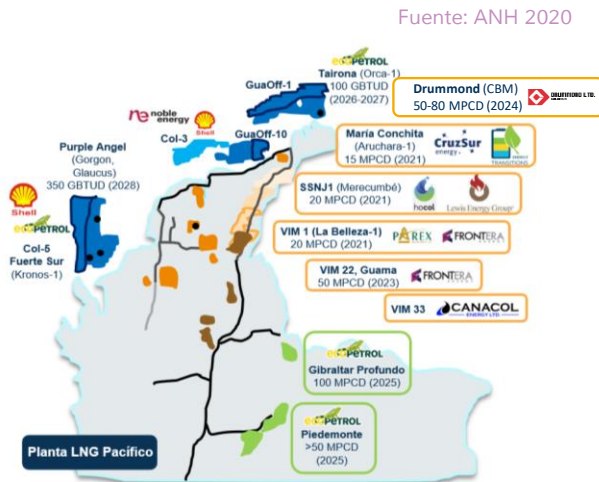 Fuente: ANH 2020
ecopetrol
Tairona (Orca-1)
100 GBTUD
(2026-2027)
GuaOff-1
Drummond (CBM)
50-80 MPCD (2024)
DRUMMOND LTD.
noble
energy
Shell
Col-3
GuaOff-10
María Conchita
(Aruchara-1)
15 MPCD (2021)
CruzSur
energy
ENERGY
TRANSITIONS
Purple Angel
(Gorgon,
Glaucus)
350 GBTUD (2028)
SSNJ1 (Merecumbé)
20 MPCD (2021)
hocol
Lewis Energy Group
Shell
ecopetrol
Col-5
Fuerte Sur
(Kronos-1)
VIM 1 (La Belleza-1)
20 MPCD (2021)
PAREX
FRONTERA
VIM 22, Guama
50 MPCD (2023)
FRONTERA
VIM 33
CANACOL
ENERGY LTD.
ecopetrol
Gibraltar Profundo
100 MPCD (2025)
ecopetrol
Piedemonte
>50 MPCD
(2025)
Planta LNG Pacífico